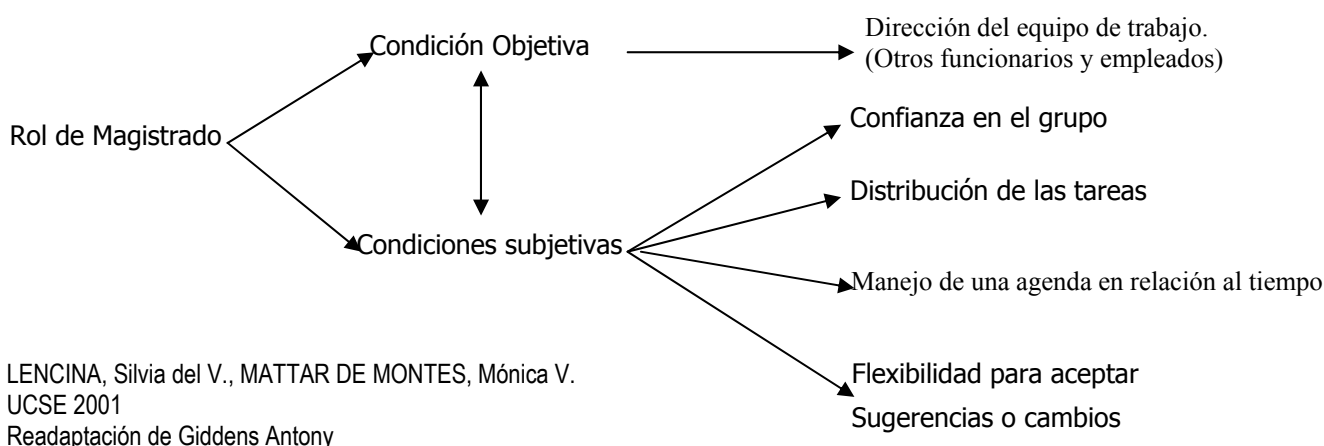 Condición Objetiva
Dirección del equipo de trabajo.
(Otros funcionarios y empleados)
Rol de Magistrado
Confianza en el grupo
Distribución de las tareas
Condiciones subjetivas
Manejo de una agenda en relación al tiempo
Flexibilidad para aceptar
Sugerencias o cambios
LENCINA, Silvia del V., MATTAR DE MONTES, Mónica V.
UCSE 2001
Readaptación de Giddens Antony